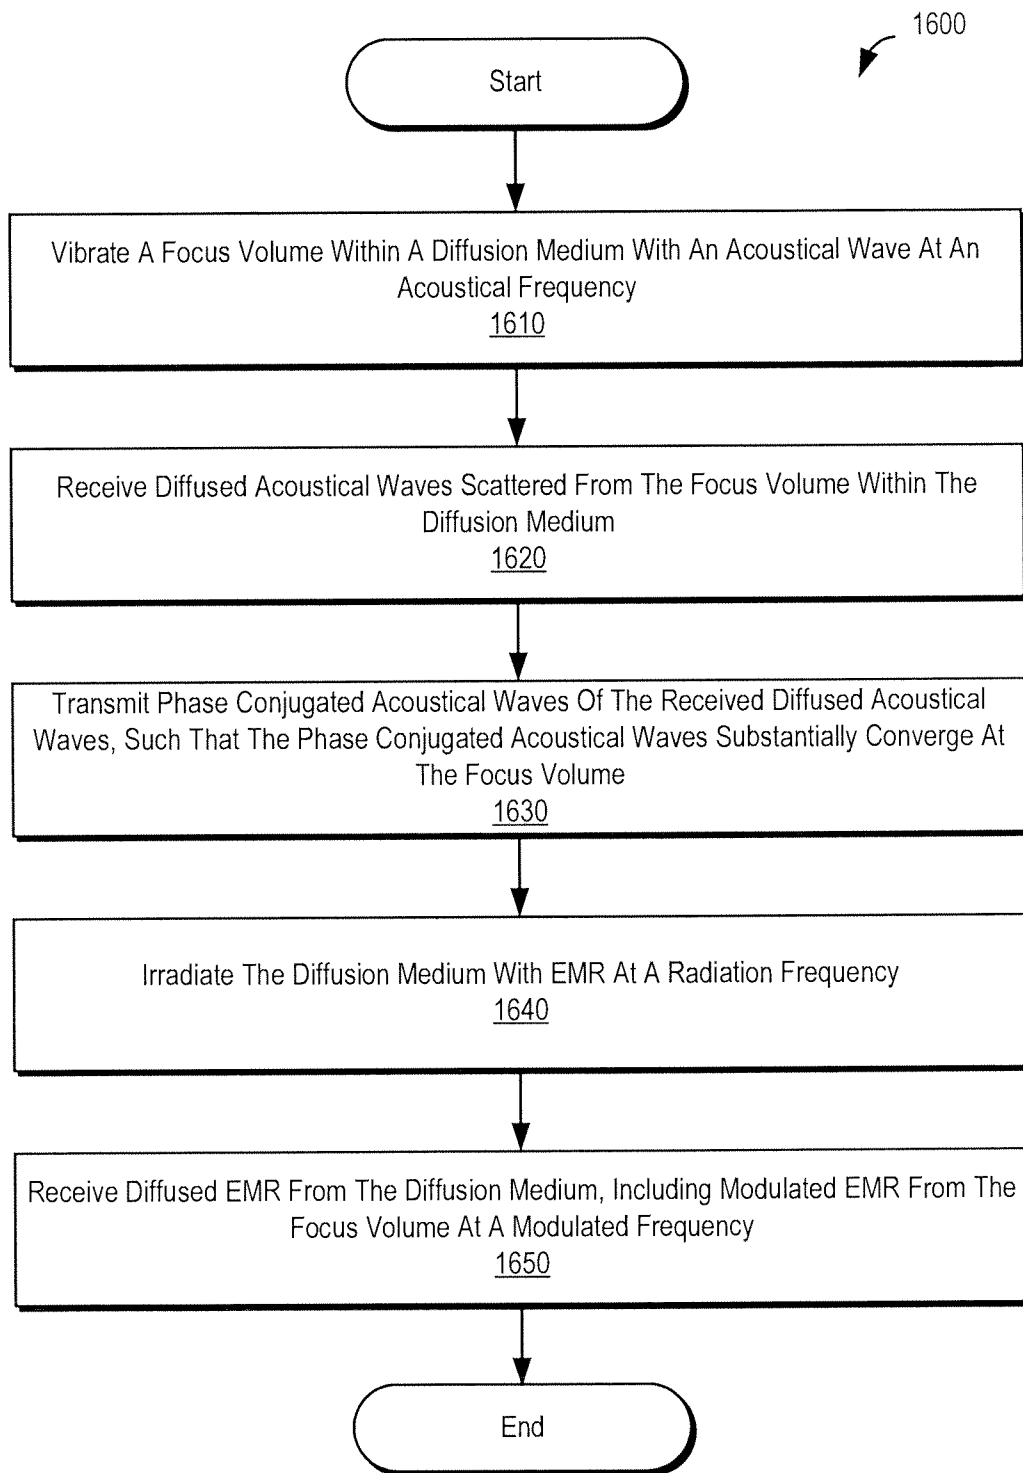 1600
Start
Vibrate A Focus Volume Within A Diffusion Medium With An Acoustical Wave At An
Acoustical Frequency
1610
Receive Diffused Acoustical Waves Scattered From The Focus Volume Within The
Diffusion Medium
1620
Transmit Phase Conjugated Acoustical Waves Of The Received Diffused Acoustical
Waves, Such That The Phase Conjugated Acoustical Waves Substantially Converge At
The Focus Volume
1630
Irradiate The Diffusion Medium With EMR At A Radiation Frequency
1640
Receive Diffused EMR From The Diffusion Medium, Including Modulated EMR From The
Focus Volume At A Modulated Frequency
1650
End